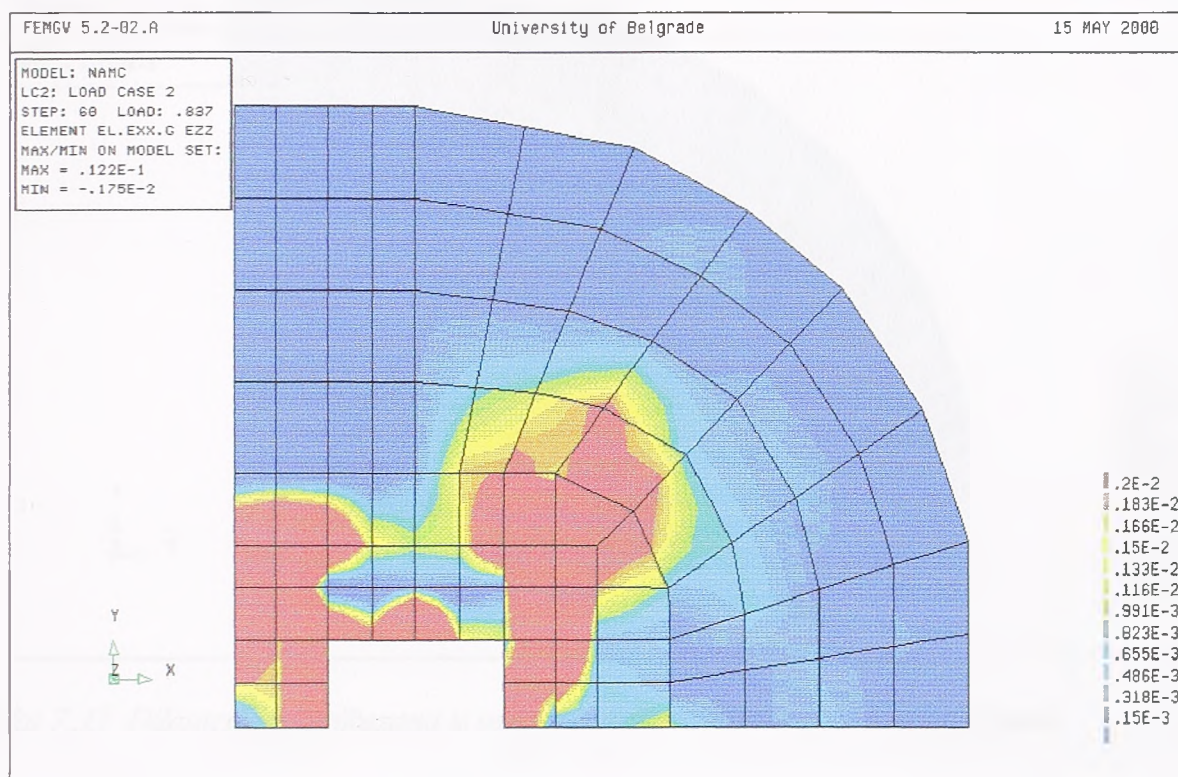 FEMGV 5.2-02.A
University of Belgrade
15 MAY 2000
MODEL: NAMC
LC2: LOAD CASE 2
STEP: 60 LOAD: .837
ELEMENT EL.EXX.G EZZ
MAX/MIN ON MODEL SET:
MAX = .122E-1
MIN = -.175E-2
.2E-2
.183E-2
.166E-2
.15E-2
.133E-2
.116E-2
.991E-3
.823E-3
.655E-3
.486E-3
.318E-3
.15E-3
Y
Z
X